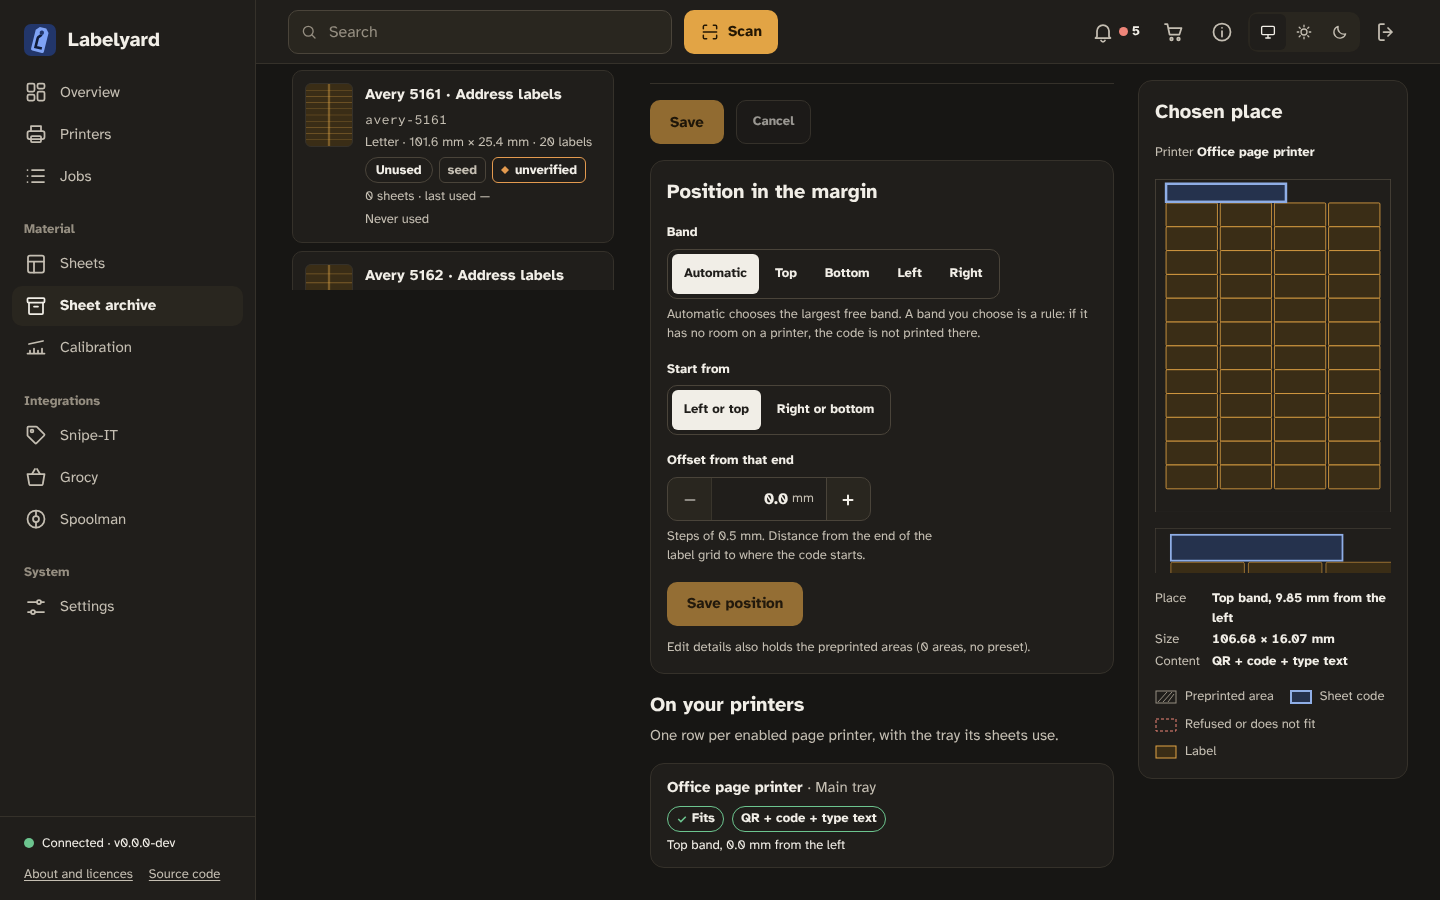 Labelyard
Search
Scan
5
Overview
Printers
Jobs
Material
Sheets
Sheet archive
Calibration
Integrations
Snipe-IT
Grocy
Spoolman
System
Settings
Connected · v0.0.0-dev
About and licences
Source code
Avery 5161 · Address labels
avery-5161
Letter · 101.6 mm × 25.4 mm · 20 labels
Unused
seed
unverified
0 sheets · last used —
Never used
Avery 5162 · Address labels
Save
Cancel
Position in the margin
Band
Automatic
Top
Bottom
Left
Right
Automatic chooses the largest free band. A band you choose is a rule: if it
has no room on a printer, the code is not printed there.
Start from
Left or top
Right or bottom
Offset from that end
− 0.0 mm +
Steps of 0.5 mm. Distance from the end of the
label grid to where the code starts.
Save position
Edit details also holds the preprinted areas (0 areas, no preset).
On your printers
One row per enabled page printer, with the tray its sheets use.
Office page printer · Main tray
Fits
QR + code + type text
Top band, 0.0 mm from the left
Chosen place
Printer Office page printer
Place Top band, 9.85 mm from the
left
Size 106.68 × 16.07 mm
Content QR + code + type text
Preprinted area
Sheet code
Refused or does not fit
Label